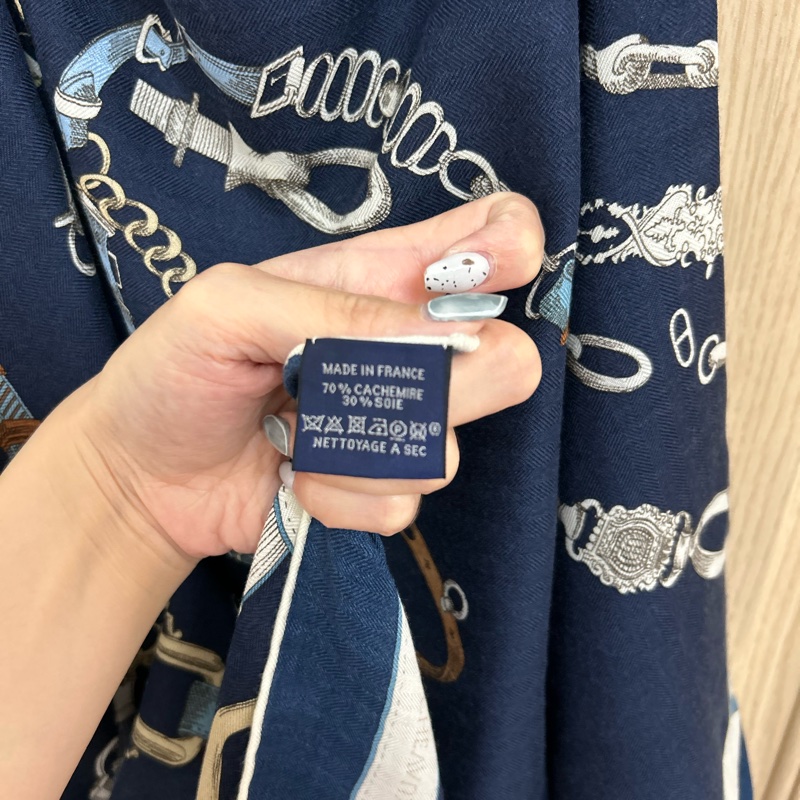 MADE IN FRANCE
70 % CACHEMIRE
30 % SOIE
NETTOYAGE A SEC